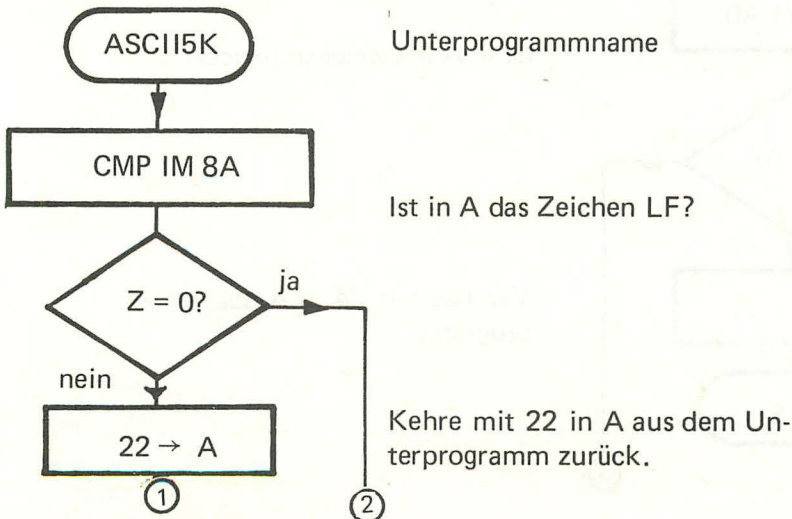 ASCII5K
Unterprogrammname
CMP IM 8A
Ist in A das Zeichen LF?
Z = 0?
ja
nein
22 → A
Kehre mit 22 in A aus dem Un-
terprogramm zurück.
1
2